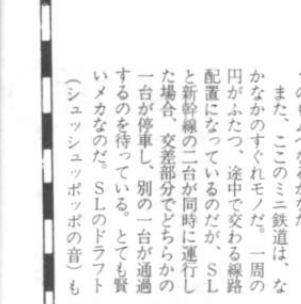 また、ここのミニ鉄道は、な
かなかのすぐれモノだ。一周の
円がふたつ、途中で交わる線路
配置になっているのだが、ＳＬ
と新幹線の二台が同時に運行し
た場合、交差部分でどちらかの
一台が停車し、別の一台が通過
するのを待っている。とても賢
いメカなのだ。ＳＬのドラフト
（シュッシュッポッポの音）も